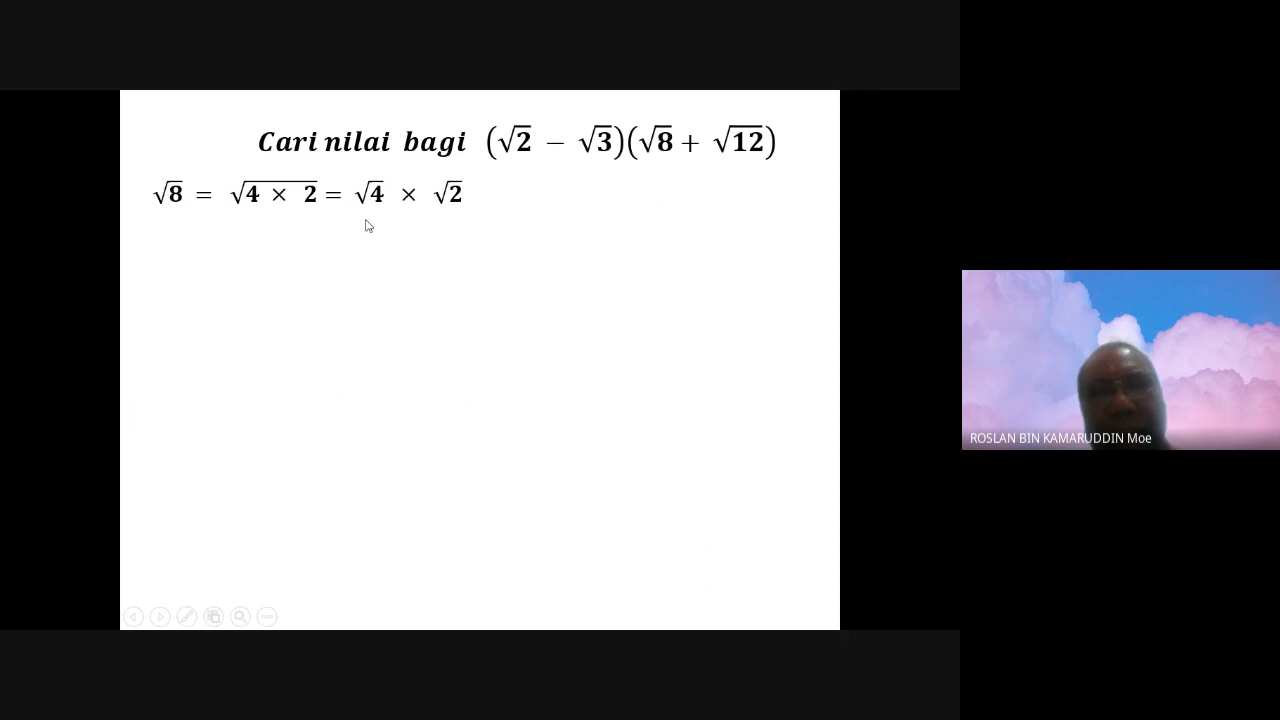 Cari nilai bagi (√2 − √3)(√8 + √12)
√8 = √4 × 2 = √4 × √2
ROSLAN BIN KAMARUDDIN Moe